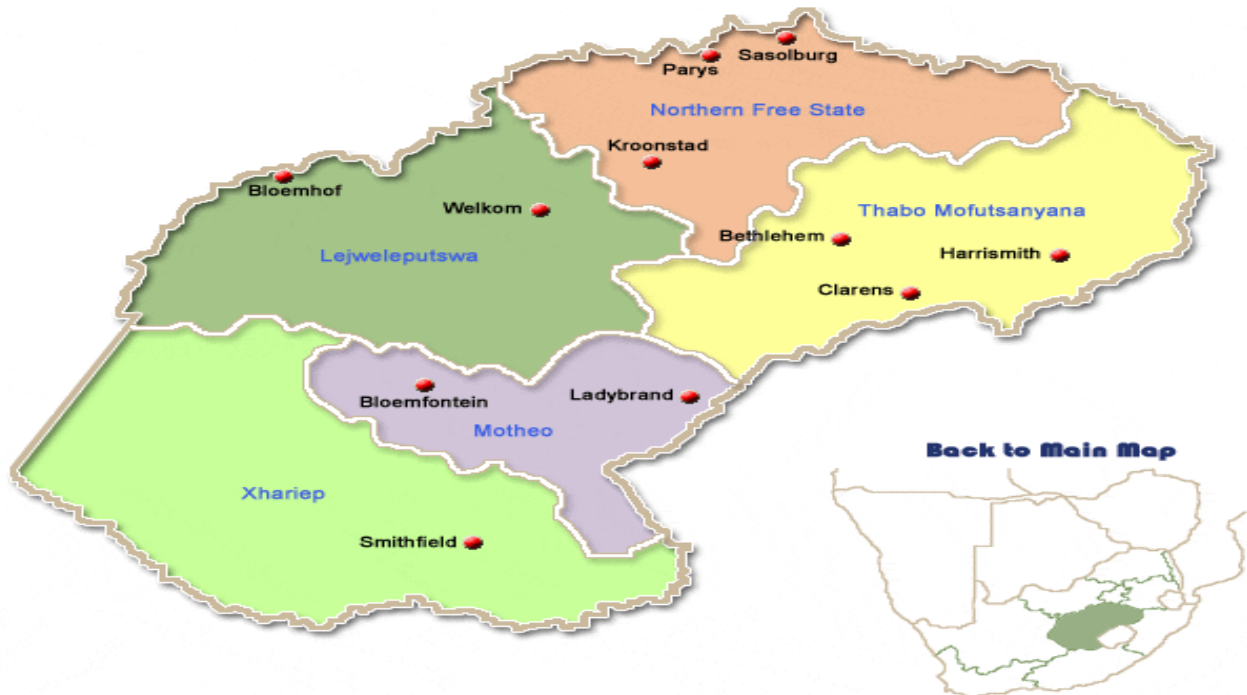 Sasolburg
Parys
Northern Free State
Kroonstad
Bloemhof
Welkom
Thabo Mofutsanyana
Bethlehem
Harrismith
Lejweleputswa
Clarens
Bloemfontein
Ladybrand
Motheo
Back to Main Map
Xhariep
Smithfield